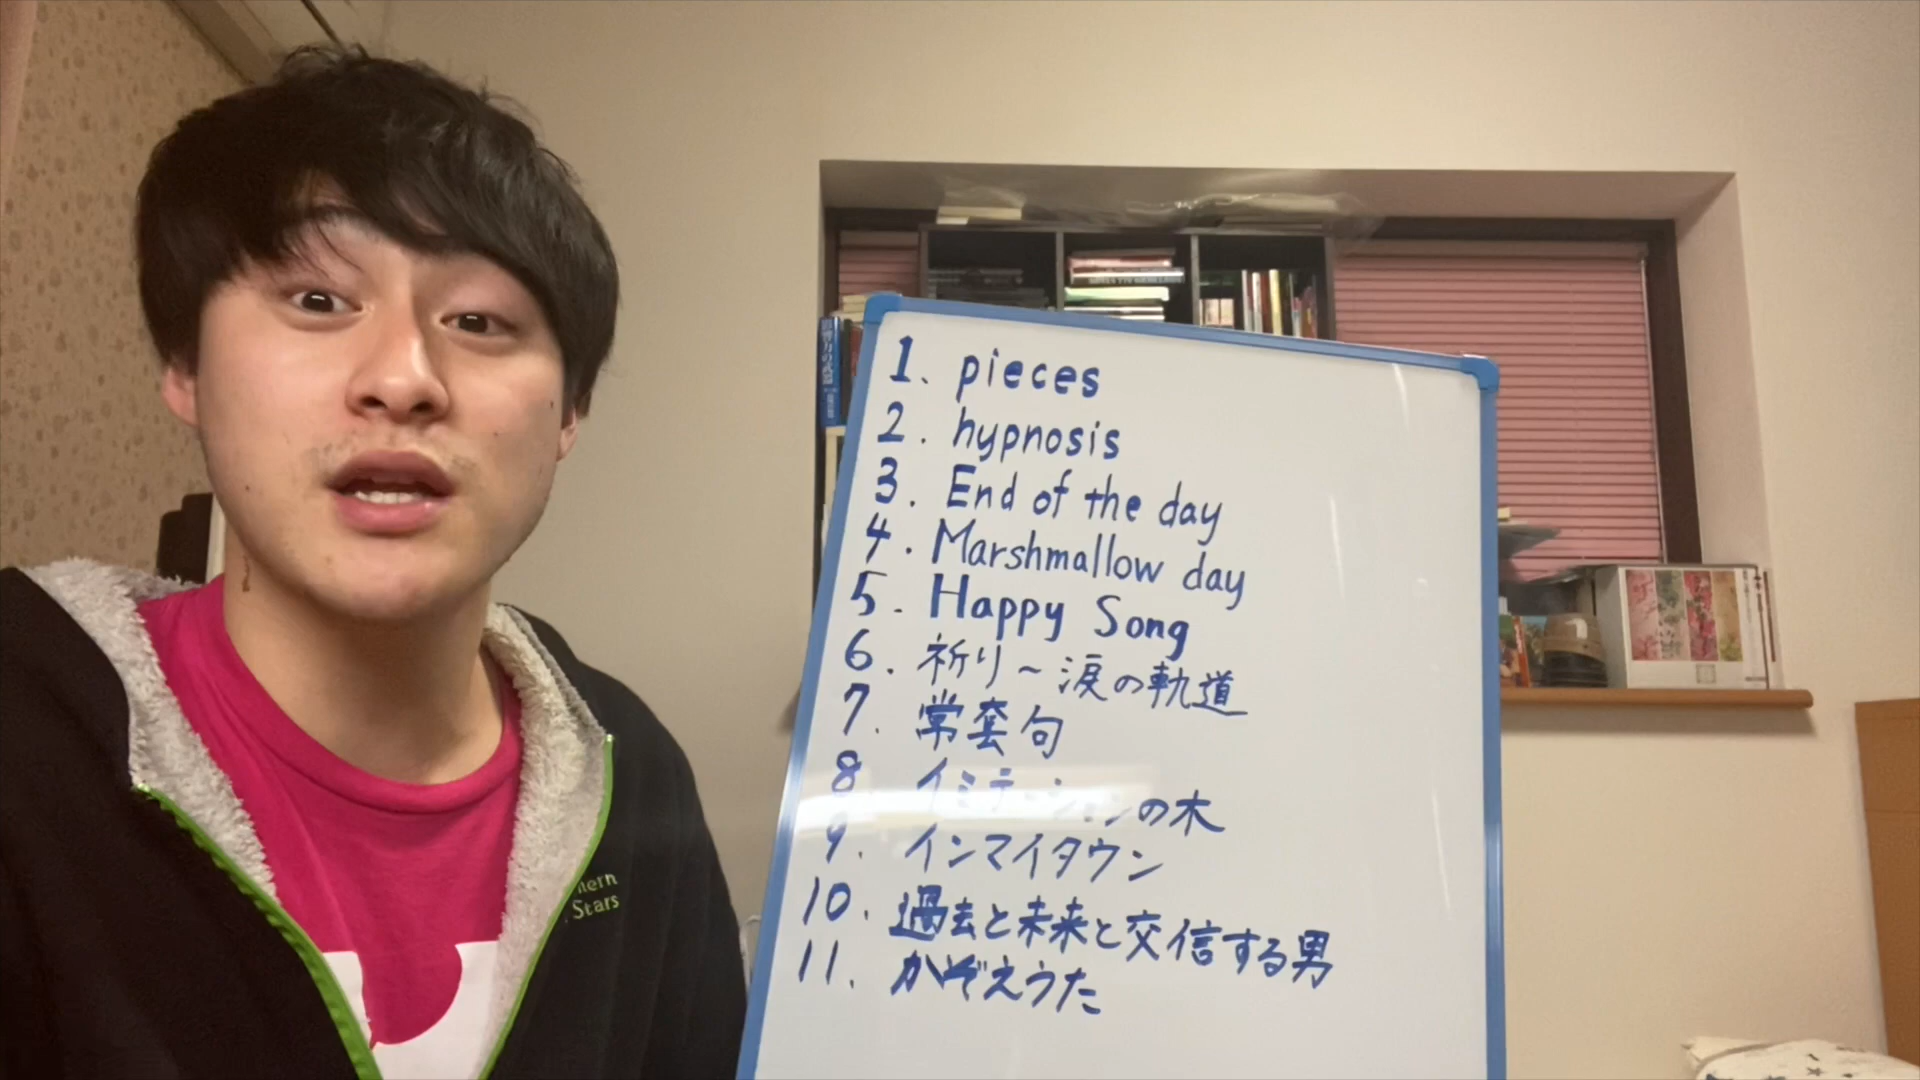 1. pieces
2. hypnosis
3. End of the day
4. Marshmallow day
5. Happy Song
6. 祈り〜涙の軌道
7. 常套句
8 イミテーションの木
9. インマイタウン
10. 過去と未来と交信する男
11. かぞえうた
Stars